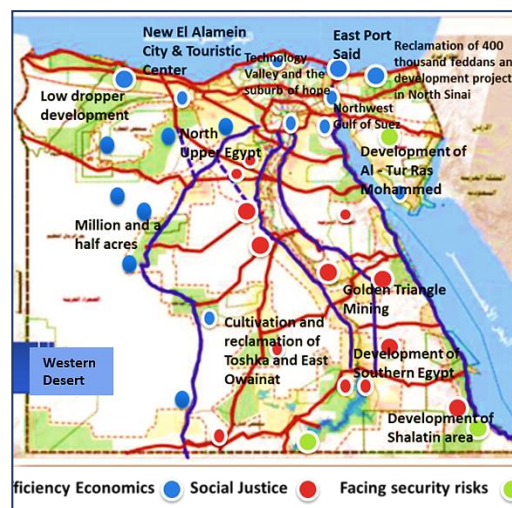 New El Alamein
City & Touristic
Center
East Port
Said
Technology
Valley and the
suburb of hope
Reclamation of 400
thousand Teddans an
development project
in North Sinai
Low dropper
development
Northwest
Gulf of Suez
North
Upper Egypt
Development of
Al - Tur Ras
Mohammed
Million and a
half acres
Golden Triangle
Mining
Cultivation and
reclamation of
Toshka and East
Owainat
Western
Desert
Development of
Southern Egypt
Development of
Shalatin area
ficiency Economics
Social Justice
Facing security risks